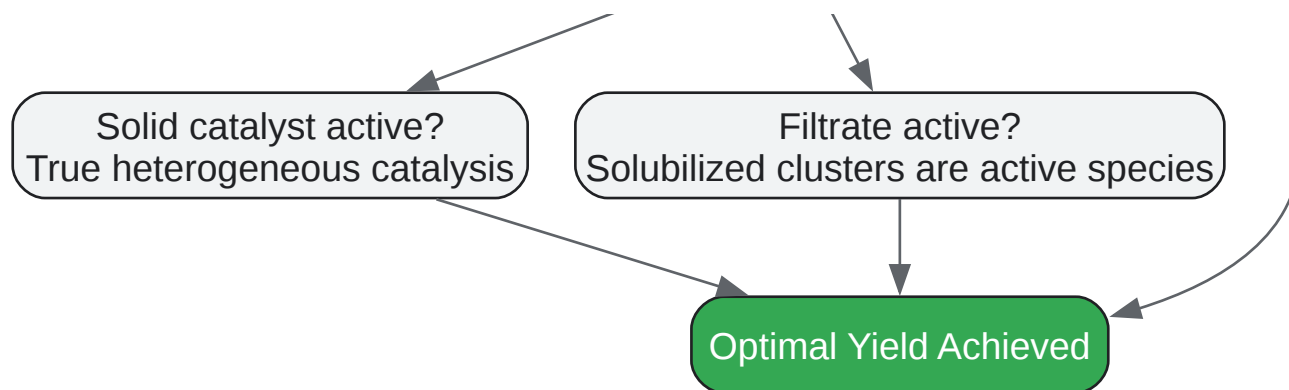 Solid catalyst active?
True heterogeneous catalysis
Filtrate active?
Solubilized clusters are active species
Optimal Yield Achieved